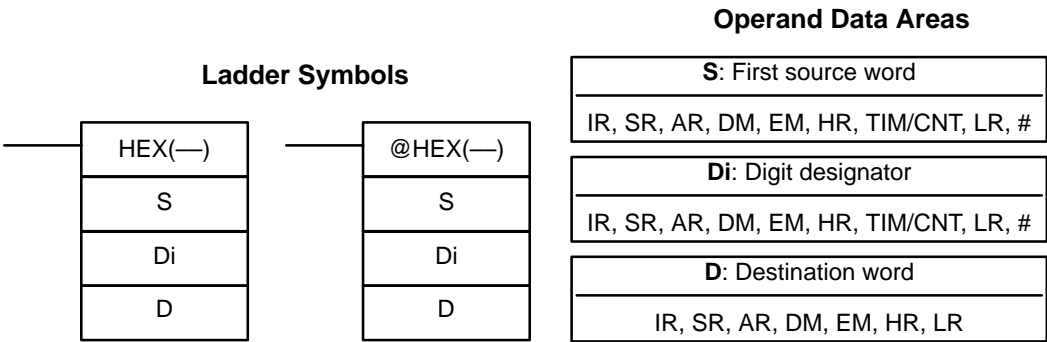 Operand Data Areas
Ladder Symbols
HEX(––)
S
Di
D
@HEX(––)
S
Di
D
S: First source word
IR, SR, AR, DM, EM, HR, TIM/CNT, LR, #
Di: Digit designator
IR, SR, AR, DM, EM, HR, TIM/CNT, LR, #
D: Destination word
IR, SR, AR, DM, EM, HR, LR